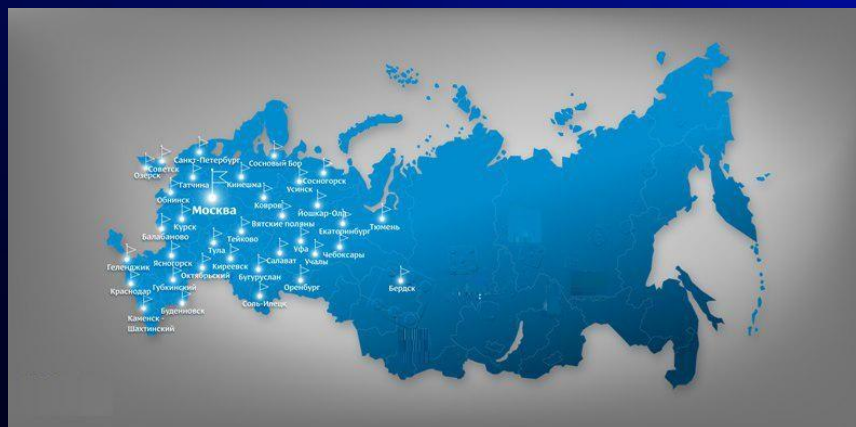 Санкт-Петербург
Сосновый Бор
Советск
Озерск
Татчина
Кинешма
Усинск
Сосногорск
Обнинск
Москва
Ковров
Йошкар-Ола
Курск
Вятские поляны
Екатеринбург
Тюмень
Балабаново
Тейково
Тула
Уфа
Чебоксары
Геленджик
Ясногорск
Киреевск
Салават
Учалы
Октябрьский
Бугуруслан
Краснодар
Губкинский
Оренбург
Бердск
Соль-Илецк
Каменск -
Шахтинский
Буденновск